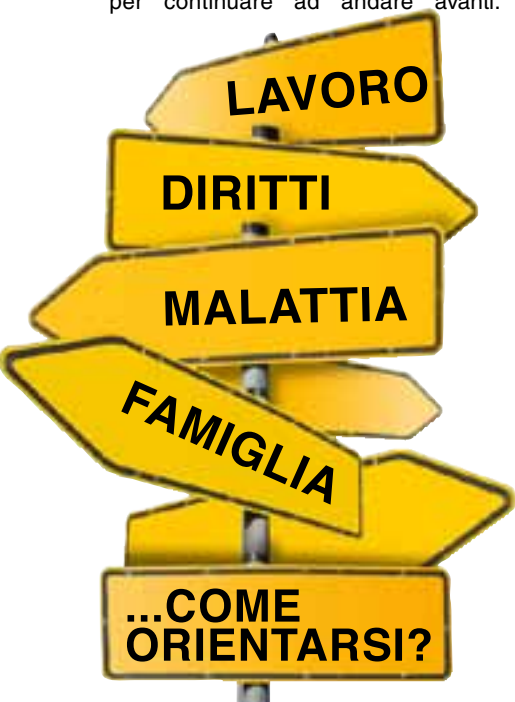 per continuare ad andare avanti.
LAVORO
DIRITTI
MALATTIA
FAMIGLIA
...COME
ORIENTARSI?